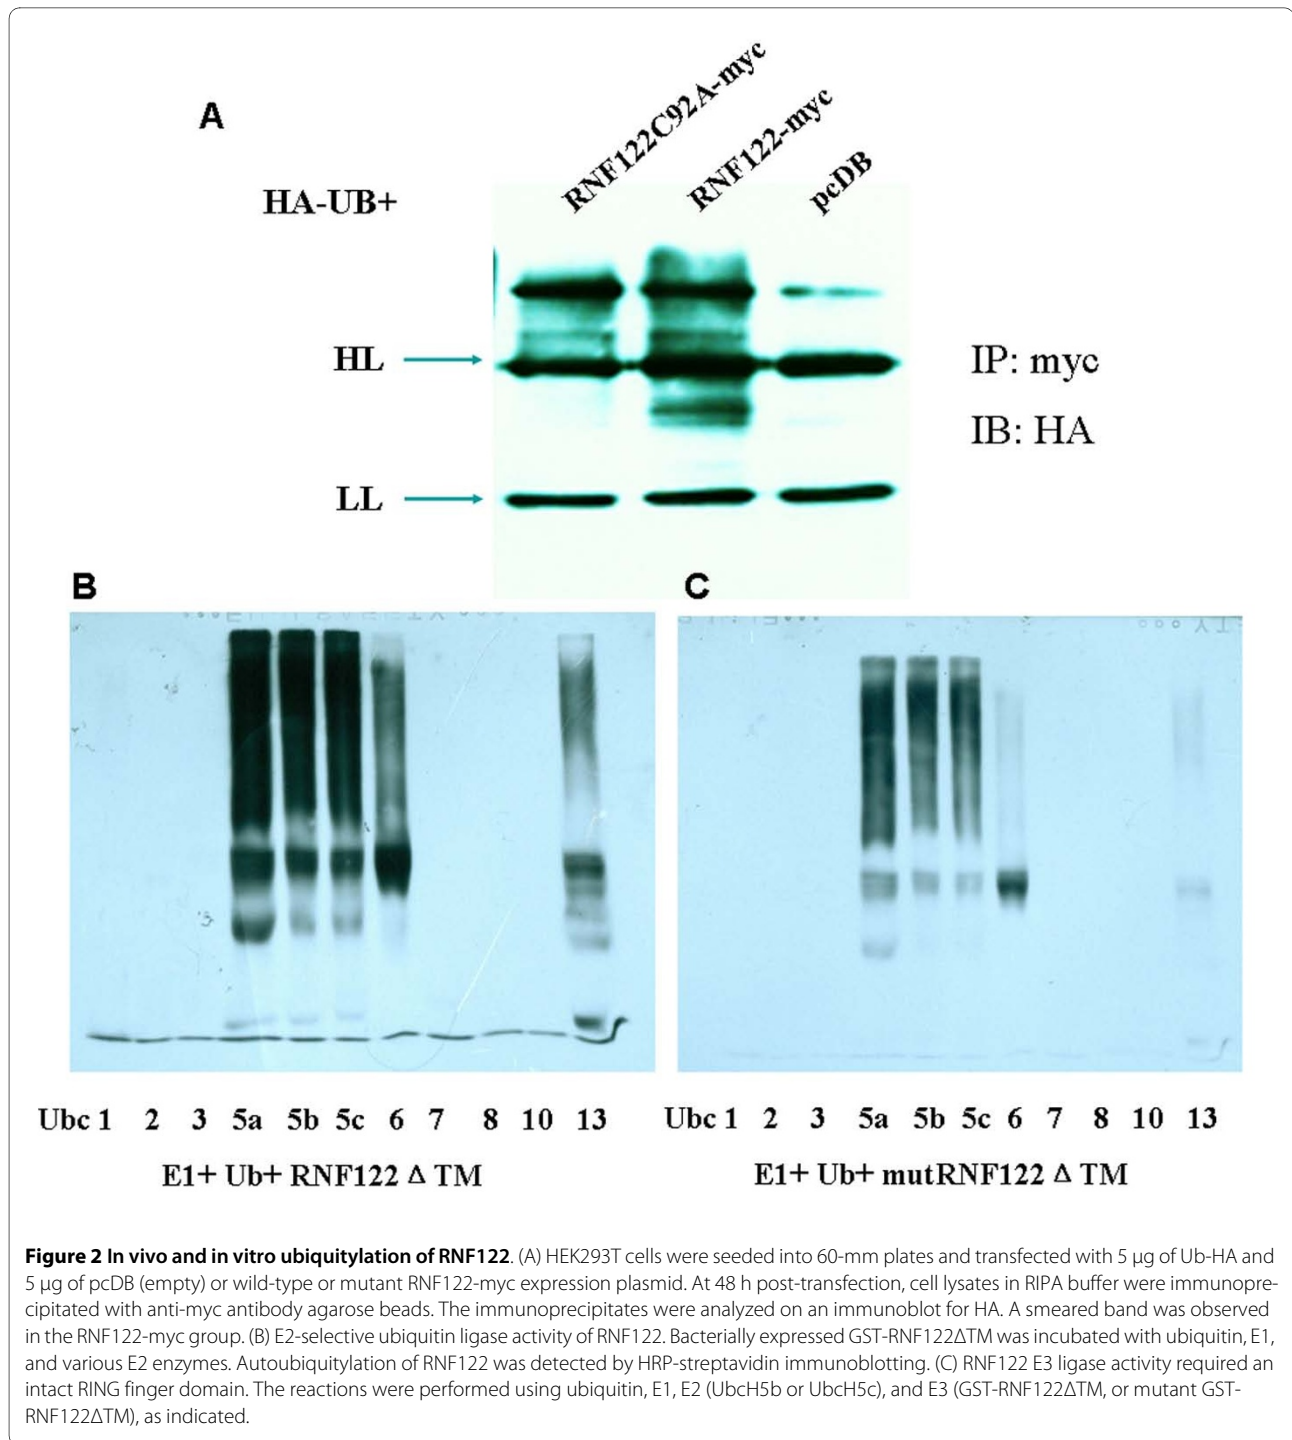 A
RNF122C92A-myc
RNF122-myc
pcDB
HA-UB+
HL
IP: myc
IB: HA
LL
B
C
Ubc 1 2 3 5a 5b 5c 6 7 8 10 13
Ubc 1 2 3 5a 5b 5c 6 7 8 10 13
E1+ Ub+ RNF122 Δ TM
E1+ Ub+ mutRNF122 Δ TM
Figure 2 In vivo and in vitro ubiquitylation of RNF122. (A) HEK293T cells were seeded into 60-mm plates and transfected with 5 μg of Ub-HA and
5 μg of pcDB (empty) or wild-type or mutant RNF122-myc expression plasmid. At 48 h post-transfection, cell lysates in RIPA buffer were immunopre-
cipitated with anti-myc antibody agarose beads. The immunoprecipitates were analyzed on an immunoblot for HA. A smeared band was observed
in the RNF122-myc group. (B) E2-selective ubiquitin ligase activity of RNF122. Bacterially expressed GST-RNF122ΔTM was incubated with ubiquitin, E1,
and various E2 enzymes. Autoubiquitylation of RNF122 was detected by HRP-streptavidin immunoblotting. (C) RNF122 E3 ligase activity required an
intact RING finger domain. The reactions were performed using ubiquitin, E1, E2 (UbcH5b or UbcH5c), and E3 (GST-RNF122ΔTM, or mutant GST-
RNF122ΔTM), as indicated.